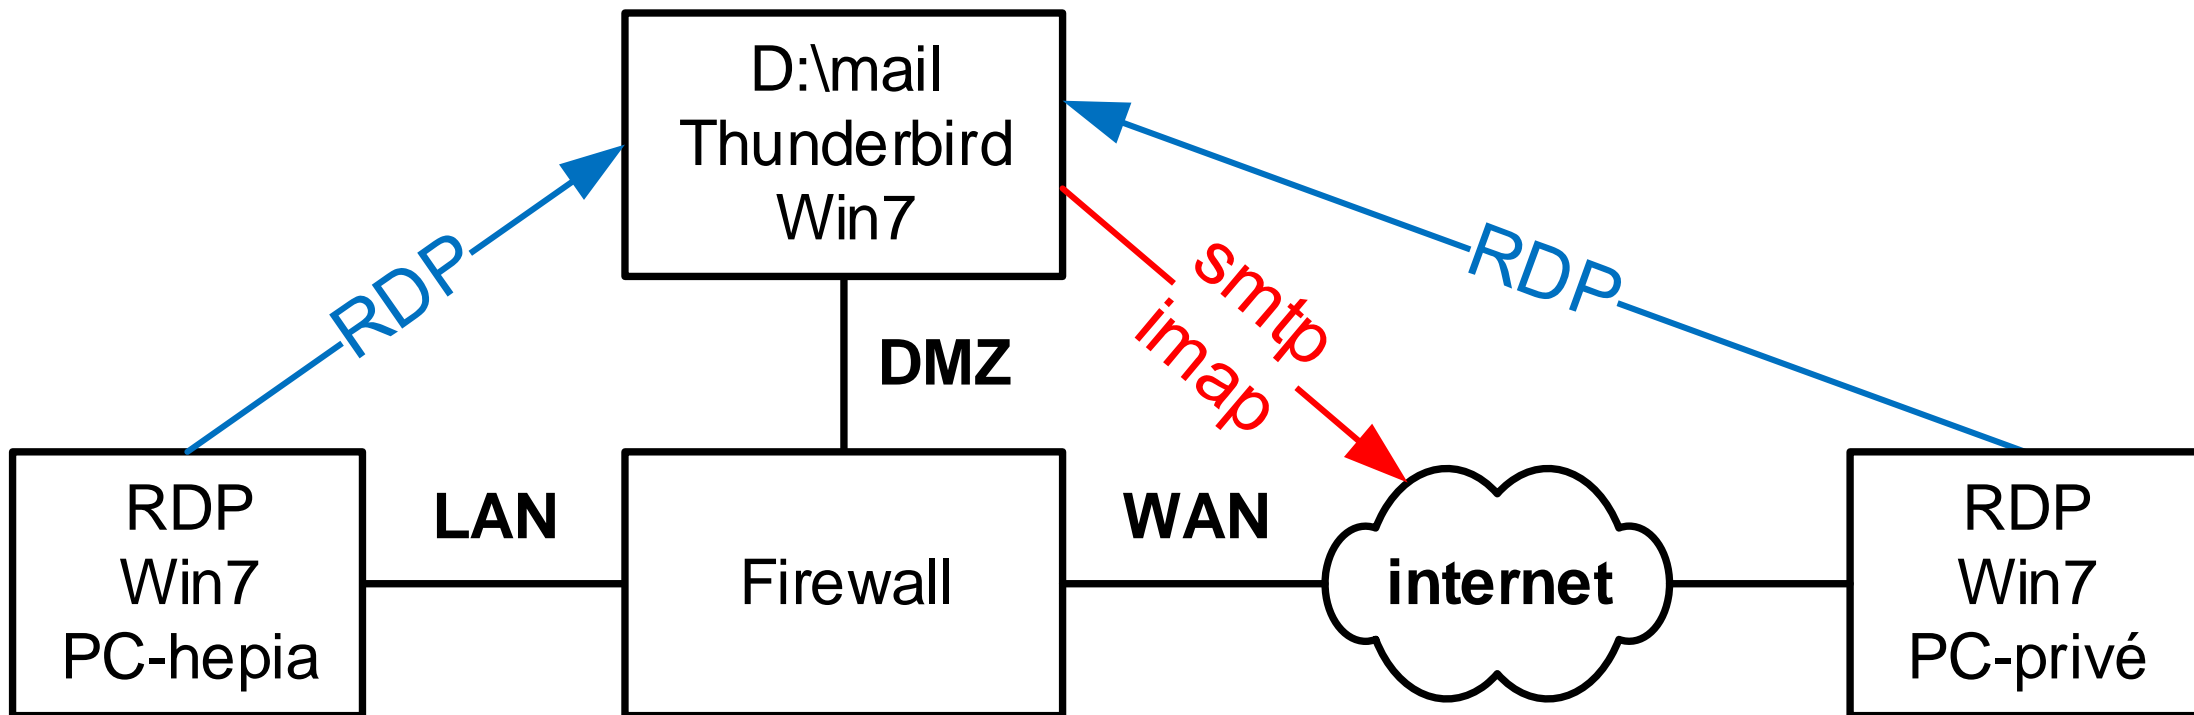 D:\mail
Thunderbird
Win7
RDP
smtp
imap
RDP
DMZ
RDP
Win7
PC-hepia
LAN
Firewall
WAN
internet
RDP
Win7
PC-privé